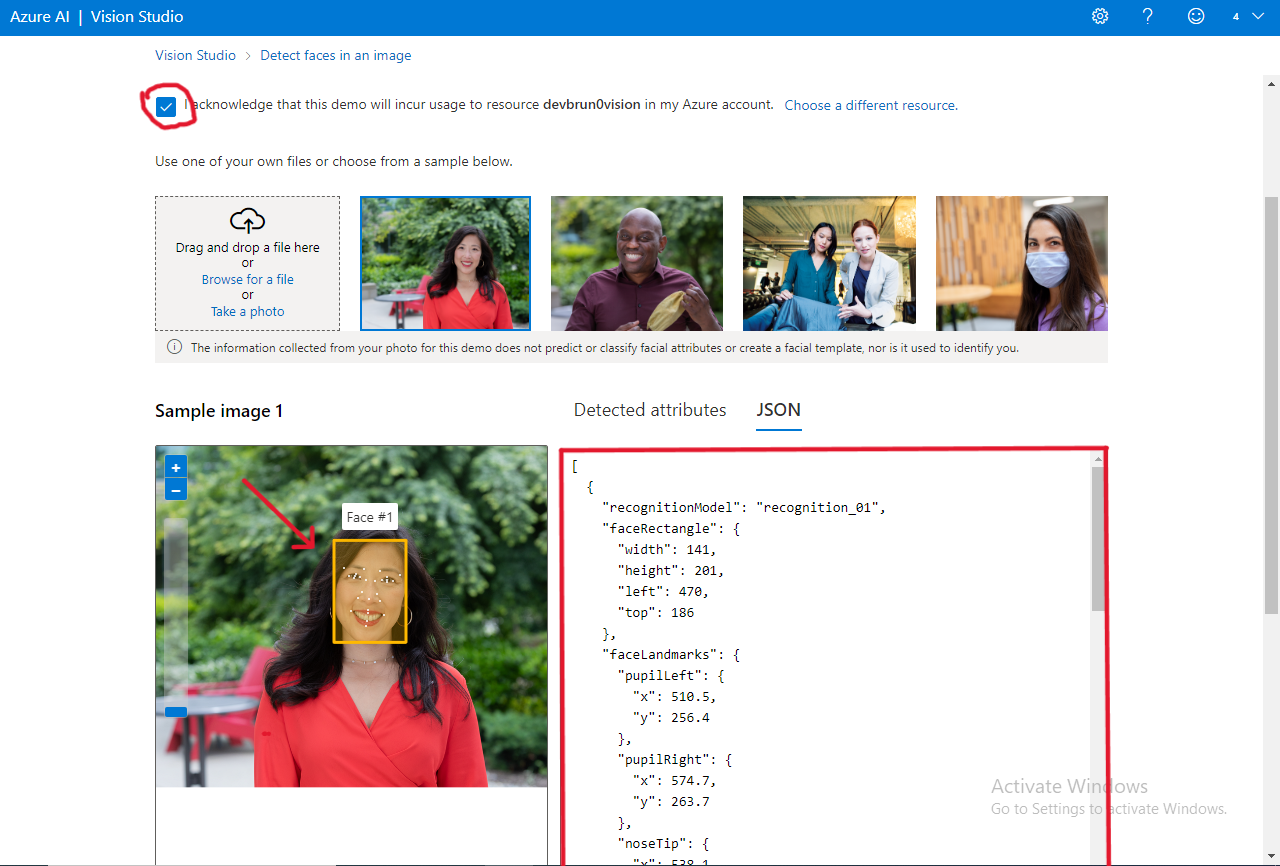 Azure AI | Vision Studio
4
Vision Studio > Detect faces in an image
I acknowledge that this demo will incur usage to resource devbrun0vision in my Azure account. Choose a different resource.
Use one of your own files or choose from a sample below.
Drag and drop a file here
or
Browse for a file
or
Take a photo
The information collected from your photo for this demo does not predict or classify facial attributes or create a facial template, nor is it used to identify you.
Sample image 1
Detected attributes
JSON
+
−
Face #1
[
{
"recognitionModel": "recognition_01",
"faceRectangle": {
"width": 141,
"height": 201,
"left": 470,
"top": 186
},
"faceLandmarks": {
"pupilLeft": {
"x": 510.5,
"y": 256.4
},
"pupilRight": {
"x": 574.7,
"y": 263.7
},
"noseTip": {
"x": 538.1
Activate Windows
Go to Settings to activate Windows.